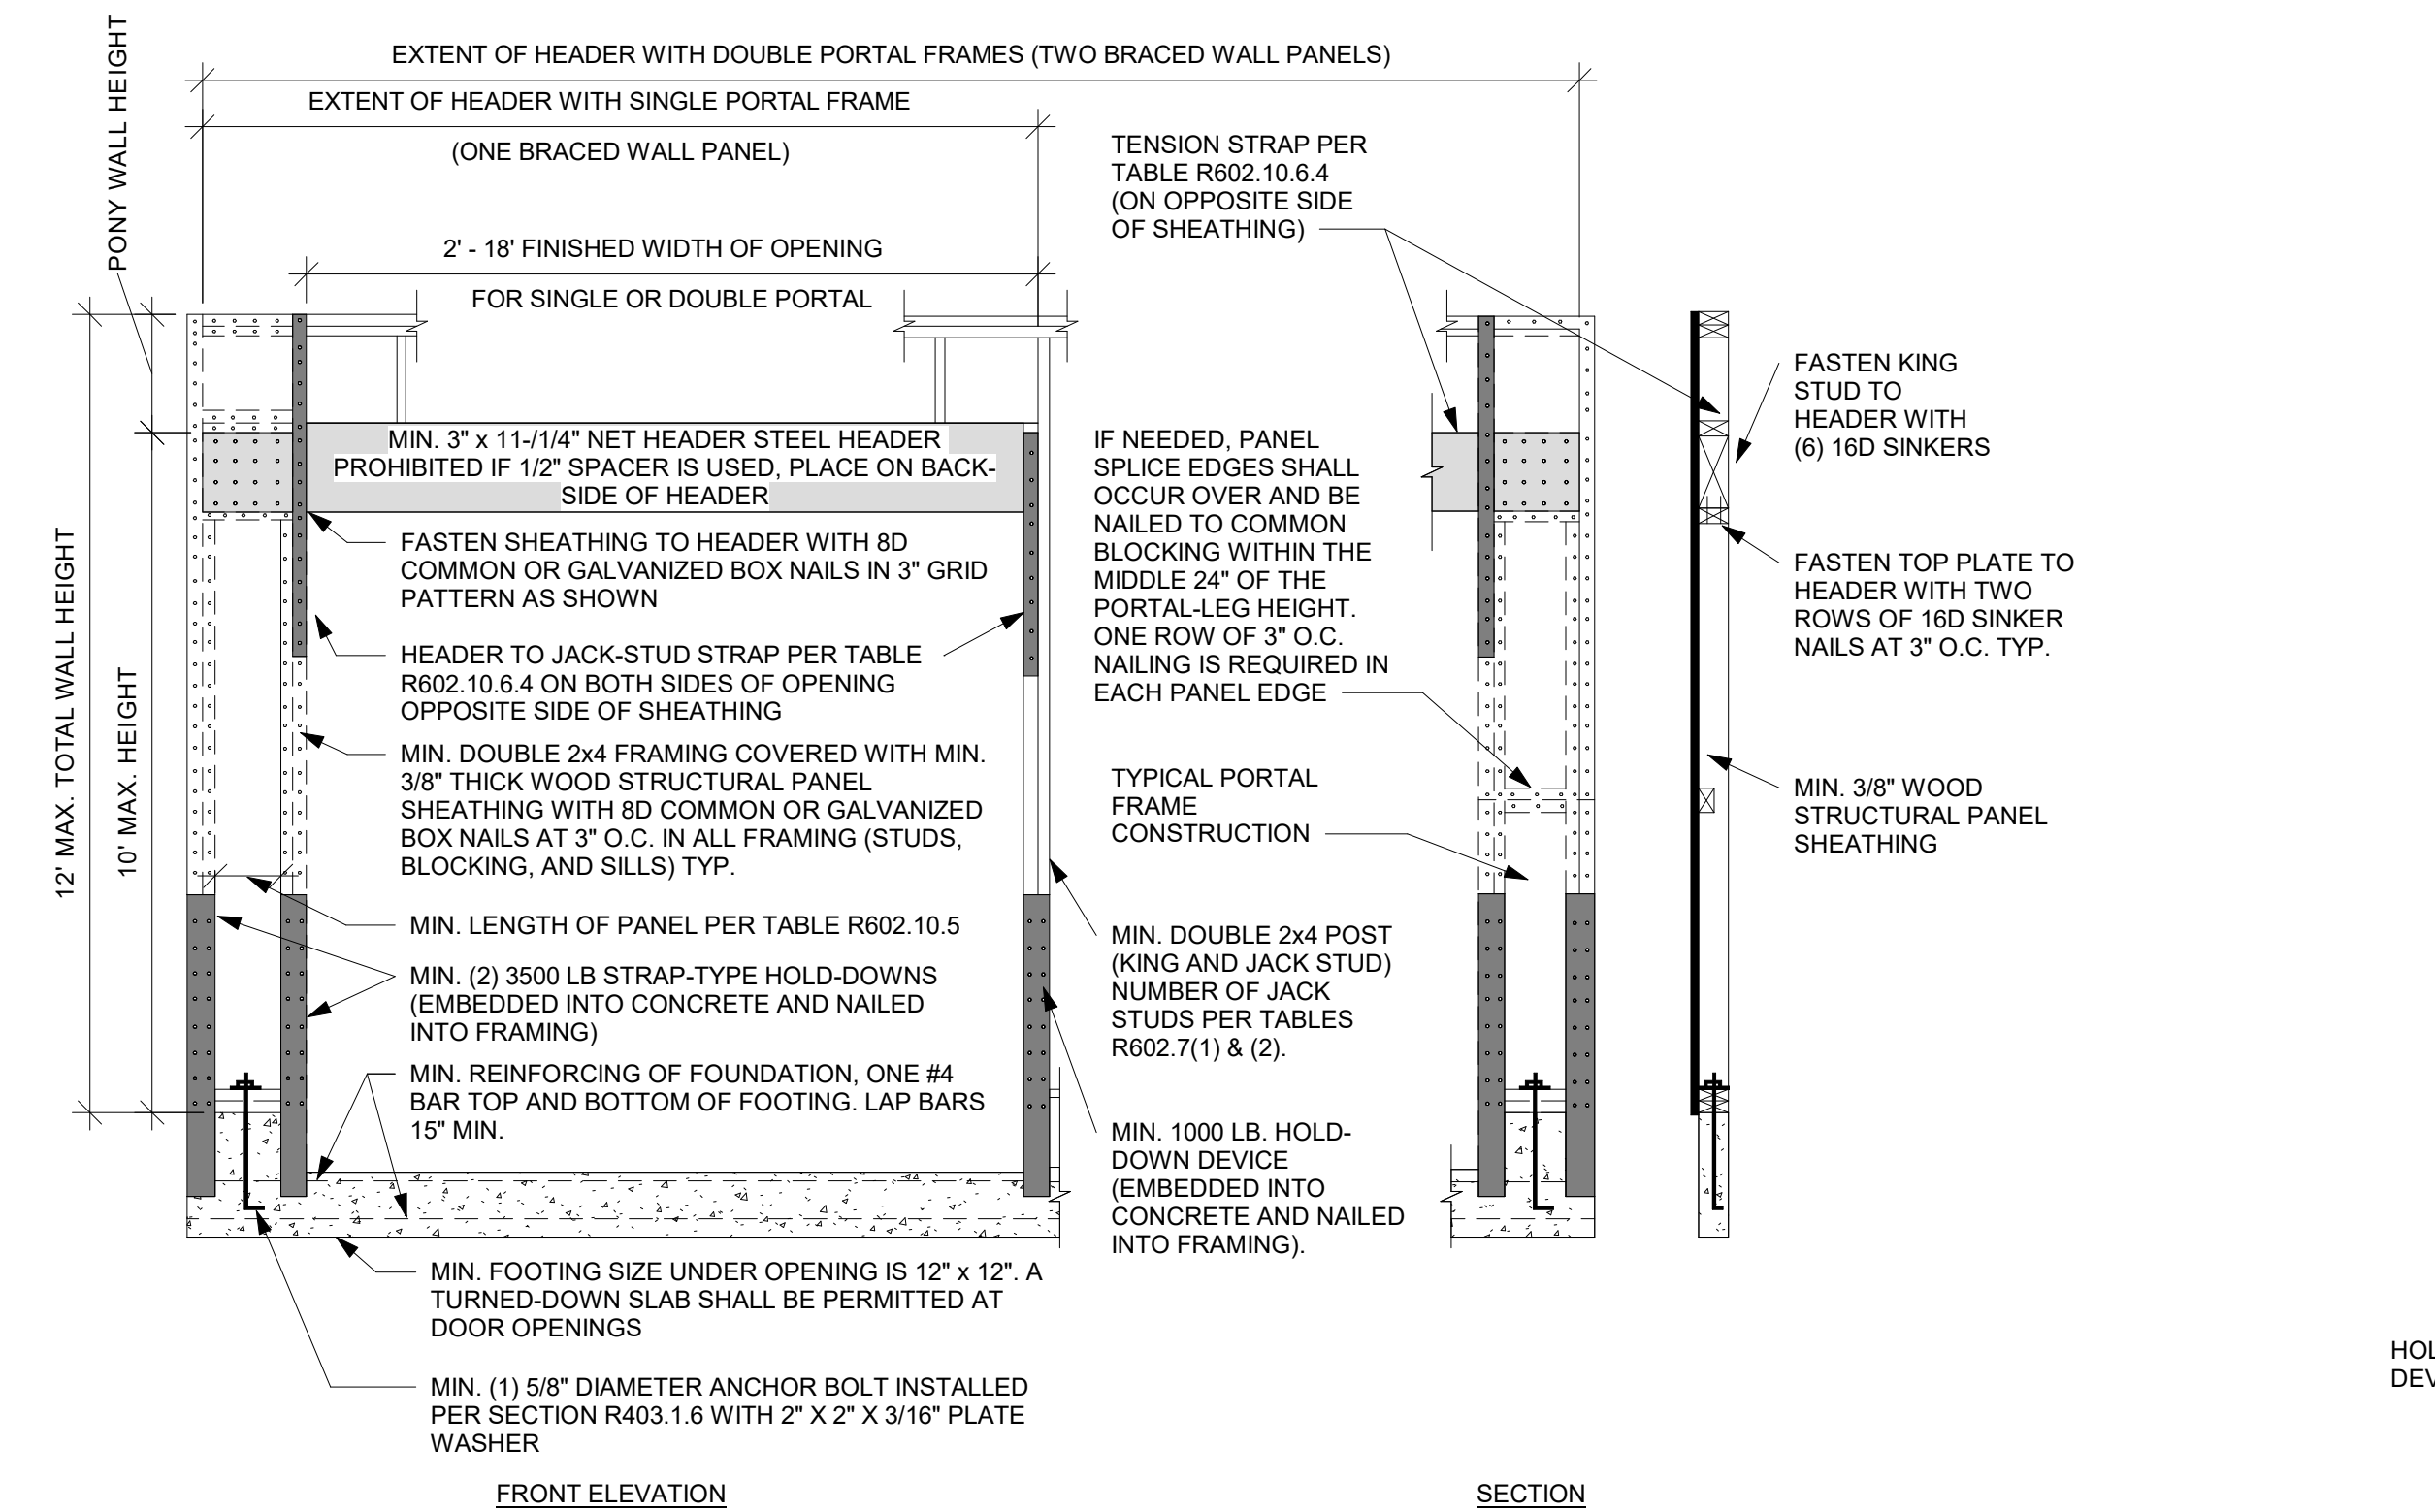 EXTENT OF HEADER WITH DOUBLE PORTAL FRAMES (TWO BRACED WALL PANELS)
EXTENT OF HEADER WITH SINGLE PORTAL FRAME
(ONE BRACED WALL PANEL)
2' - 18' FINISHED WIDTH OF OPENING
FOR SINGLE OR DOUBLE PORTAL
PONY WALL HEIGHT
12' MAX. TOTAL WALL HEIGHT
10' MAX. HEIGHT
MIN. 3" x 11-/1/4" NET HEADER STEEL HEADER
PROHIBITED IF 1/2" SPACER IS USED, PLACE ON BACK-
SIDE OF HEADER
FASTEN SHEATHING TO HEADER WITH 8D
COMMON OR GALVANIZED BOX NAILS IN 3" GRID
PATTERN AS SHOWN
HEADER TO JACK-STUD STRAP PER TABLE
R602.10.6.4 ON BOTH SIDES OF OPENING
OPPOSITE SIDE OF SHEATHING
MIN. DOUBLE 2x4 FRAMING COVERED WITH MIN.
3/8" THICK WOOD STRUCTURAL PANEL
SHEATHING WITH 8D COMMON OR GALVANIZED
BOX NAILS AT 3" O.C. IN ALL FRAMING (STUDS,
BLOCKING, AND SILLS) TYP.
MIN. LENGTH OF PANEL PER TABLE R602.10.5
MIN. (2) 3500 LB STRAP-TYPE HOLD-DOWNS
(EMBEDDED INTO CONCRETE AND NAILED
INTO FRAMING)
MIN. REINFORCING OF FOUNDATION, ONE #4
BAR TOP AND BOTTOM OF FOOTING. LAP BARS
15" MIN.
MIN. FOOTING SIZE UNDER OPENING IS 12" x 12". A
TURNED-DOWN SLAB SHALL BE PERMITTED AT
DOOR OPENINGS
MIN. (1) 5/8" DIAMETER ANCHOR BOLT INSTALLED
PER SECTION R403.1.6 WITH 2" X 2" X 3/16" PLATE
WASHER
FRONT ELEVATION
TENSION STRAP PER
TABLE R602.10.6.4
(ON OPPOSITE SIDE
OF SHEATHING)
IF NEEDED, PANEL
SPLICE EDGES SHALL
OCCUR OVER AND BE
NAILED TO COMMON
BLOCKING WITHIN THE
MIDDLE 24" OF THE
PORTAL-LEG HEIGHT.
ONE ROW OF 3" O.C.
NAILING IS REQUIRED IN
EACH PANEL EDGE
TYPICAL PORTAL
FRAME
CONSTRUCTION
MIN. DOUBLE 2x4 POST
(KING AND JACK STUD)
NUMBER OF JACK
STUDS PER TABLES
R602.7(1) & (2).
MIN. 1000 LB. HOLD-
DOWN DEVICE
(EMBEDDED INTO
CONCRETE AND NAILED
INTO FRAMING).
FASTEN KING
STUD TO
HEADER WITH
(6) 16D SINKERS
FASTEN TOP PLATE TO
HEADER WITH TWO
ROWS OF 16D SINKER
NAILS AT 3" O.C. TYP.
MIN. 3/8" WOOD
STRUCTURAL PANEL
SHEATHING
SECTION